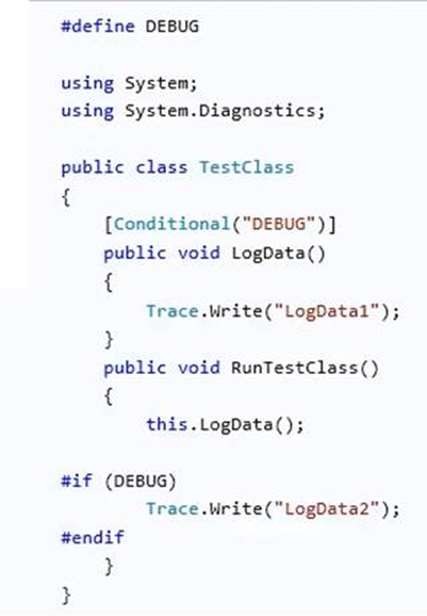 #define DEBUG
using System;
using System.Diagnostics;
public class TestClass
{
[Conditional("DEBUG")]
public void LogData()
{
Trace.Write("LogData1");
}
public void RunTestClass()
{
this.LogData();
#if (DEBUG)
Trace.Write("LogData2");
#endif
}
}